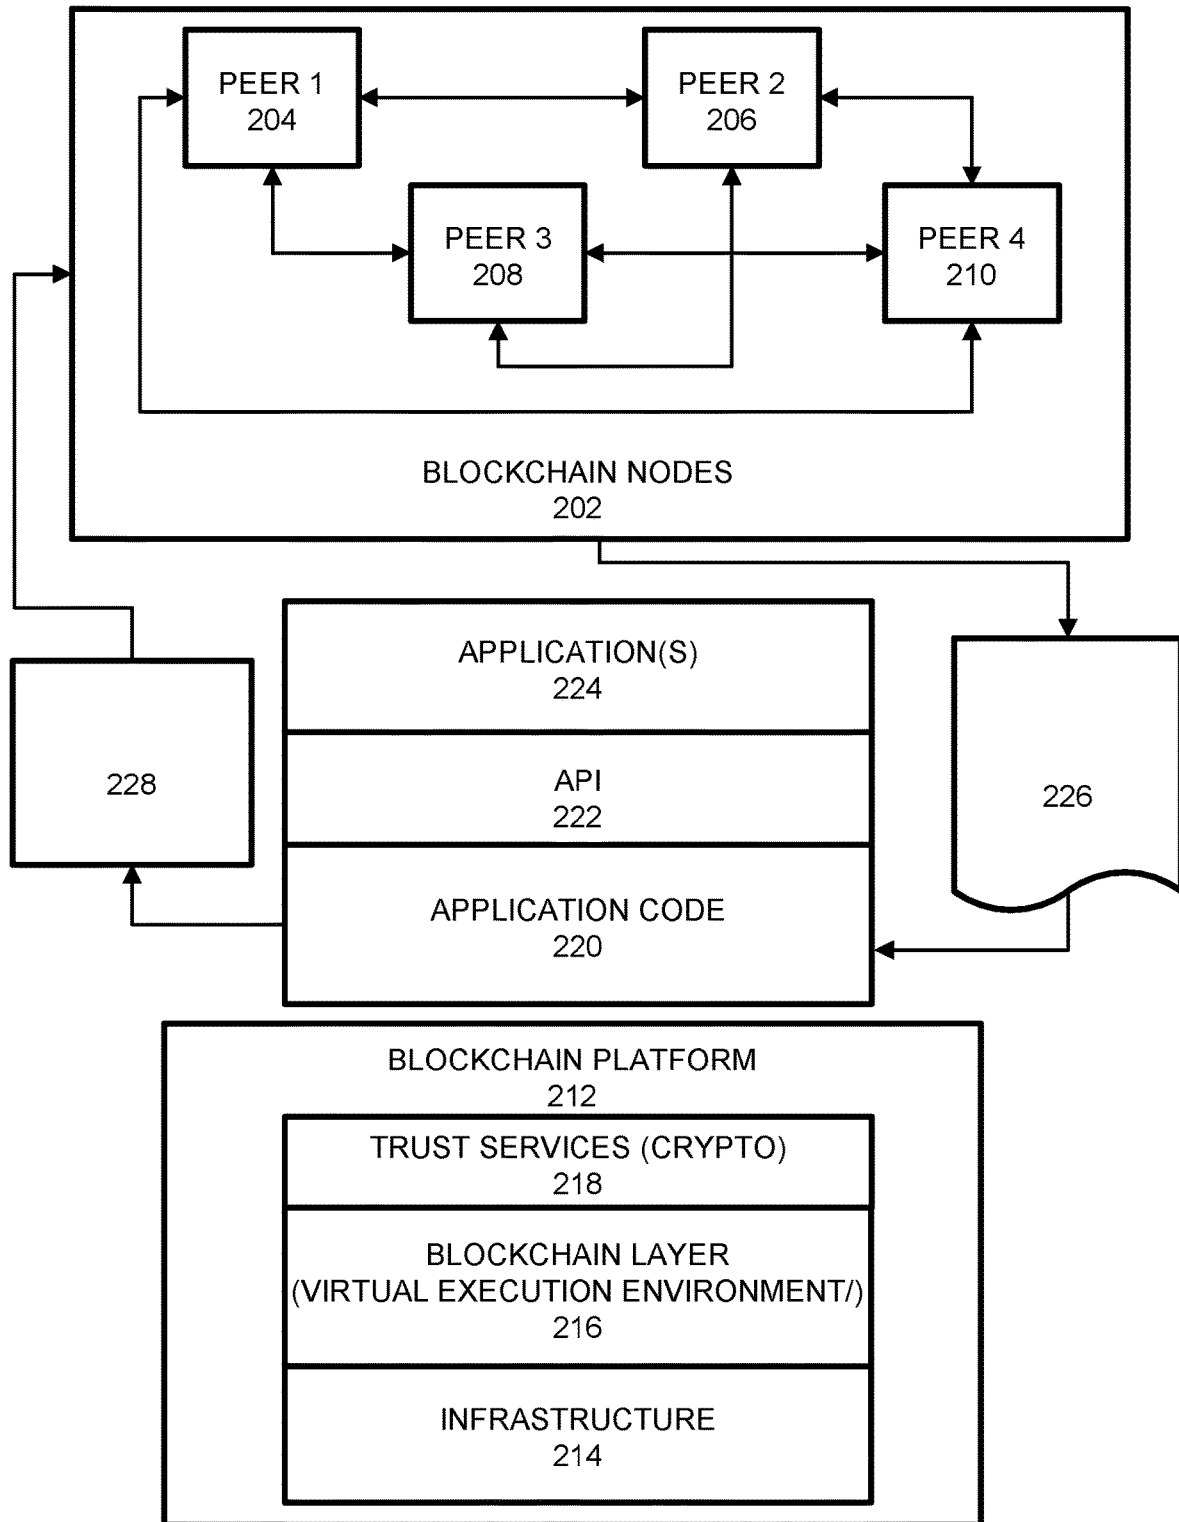 PEER 1
204
PEER 2
206
PEER 3
208
PEER 4
210
BLOCKCHAIN NODES
202
APPLICATION(S)
224
API
222
APPLICATION CODE
220
228
226
BLOCKCHAIN PLATFORM
212
TRUST SERVICES (CRYPTO)
218
BLOCKCHAIN LAYER
(VIRTUAL EXECUTION ENVIRONMENT/)
216
INFRASTRUCTURE
214